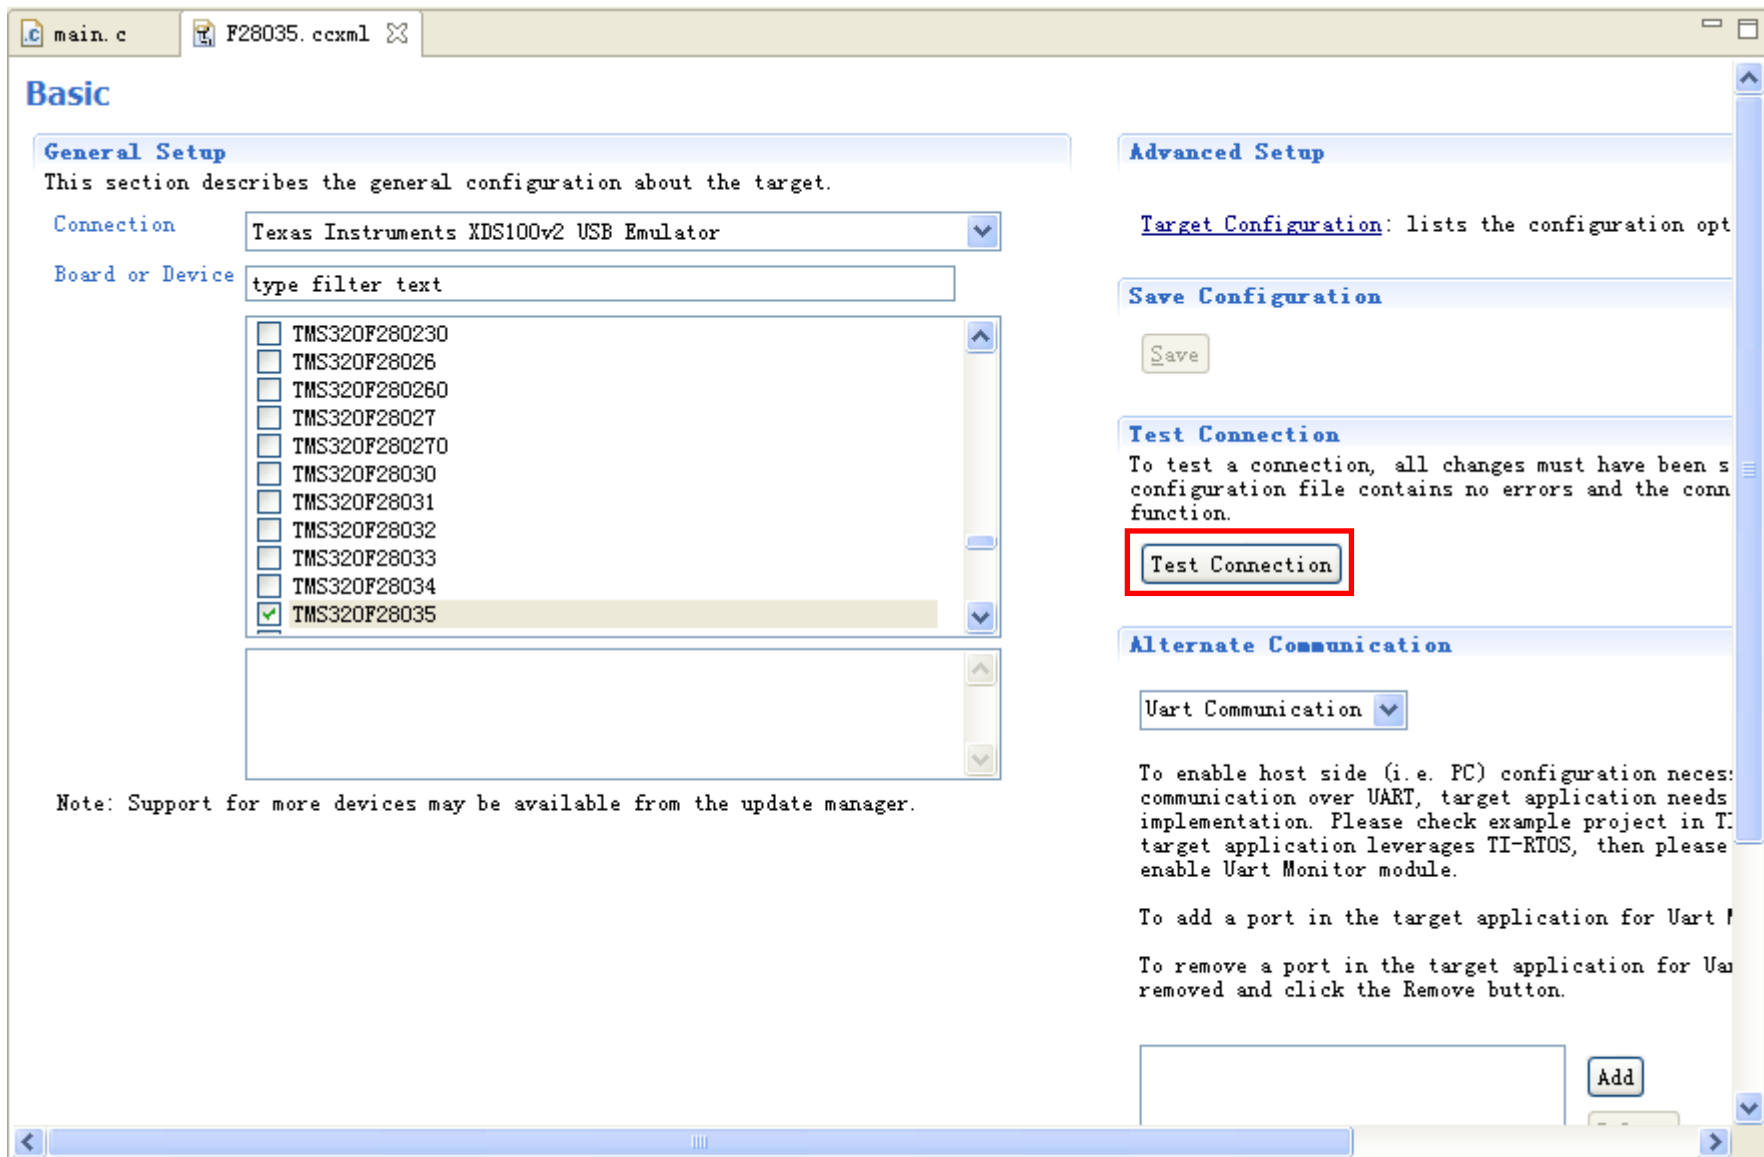 main.c
F28035.ccxml
Basic
General Setup
This section describes the general configuration about the target.
Connection
Texas Instruments XDS100v2 USB Emulator
Board or Device
type filter text
TMS320F280230
TMS320F28026
TMS320F280260
TMS320F28027
TMS320F280270
TMS320F28030
TMS320F28031
TMS320F28032
TMS320F28033
TMS320F28034
TMS320F28035
Note: Support for more devices may be available from the update manager.
Advanced Setup
Target Configuration: lists the configuration opt
Save Configuration
Save
Test Connection
To test a connection, all changes must have been s
configuration file contains no errors and the conn
function.
Test Connection
Alternate Communication
Uart Communication
To enable host side (i.e. PC) configuration neces
communication over UART, target application needs
implementation. Please check example project in TI
target application leverages TI-RTOS, then please
enable Uart Monitor module.
To add a port in the target application for Uart
To remove a port in the target application for Uar
removed and click the Remove button.
Add